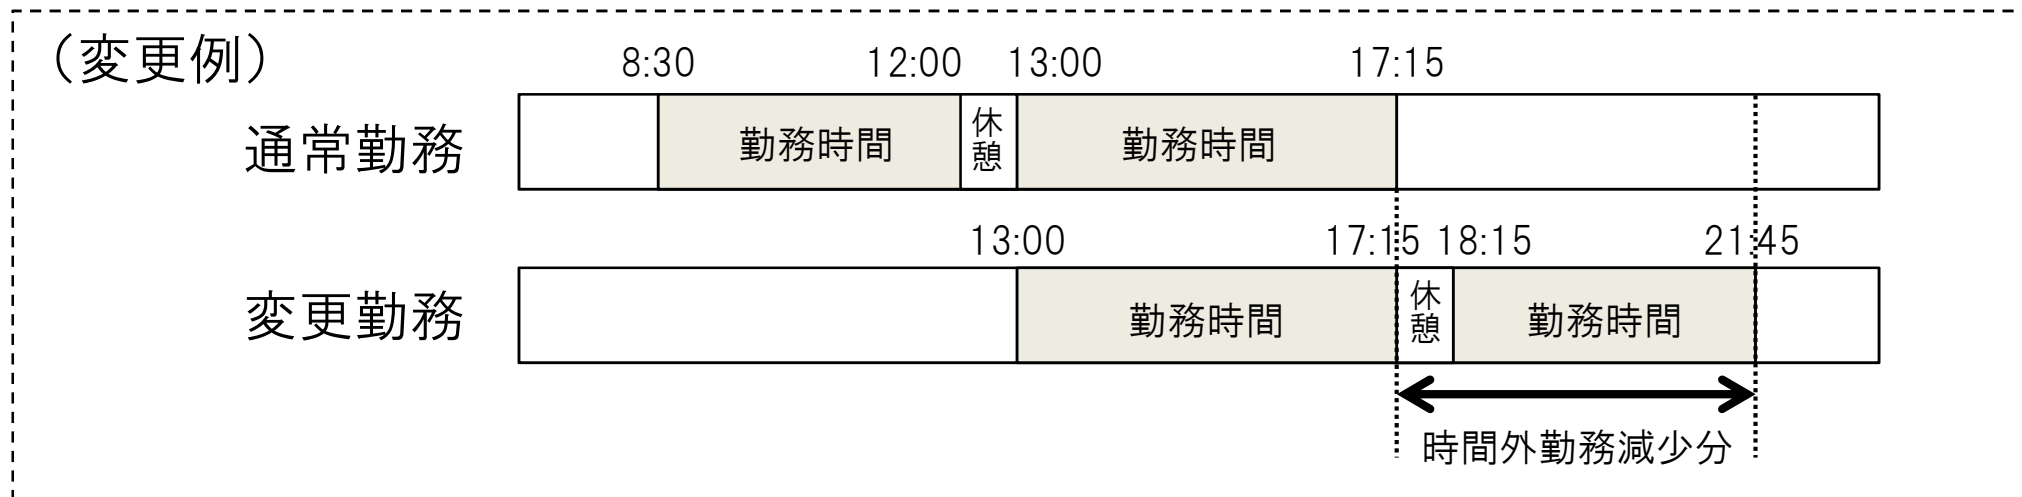 （変更例）
8:30 12:00 13:00 17:15
通常勤務 勤務時間 休憩 勤務時間
13:00 17:15 18:15 21:45
変更勤務 勤務時間 休憩 勤務時間
時間外勤務減少分